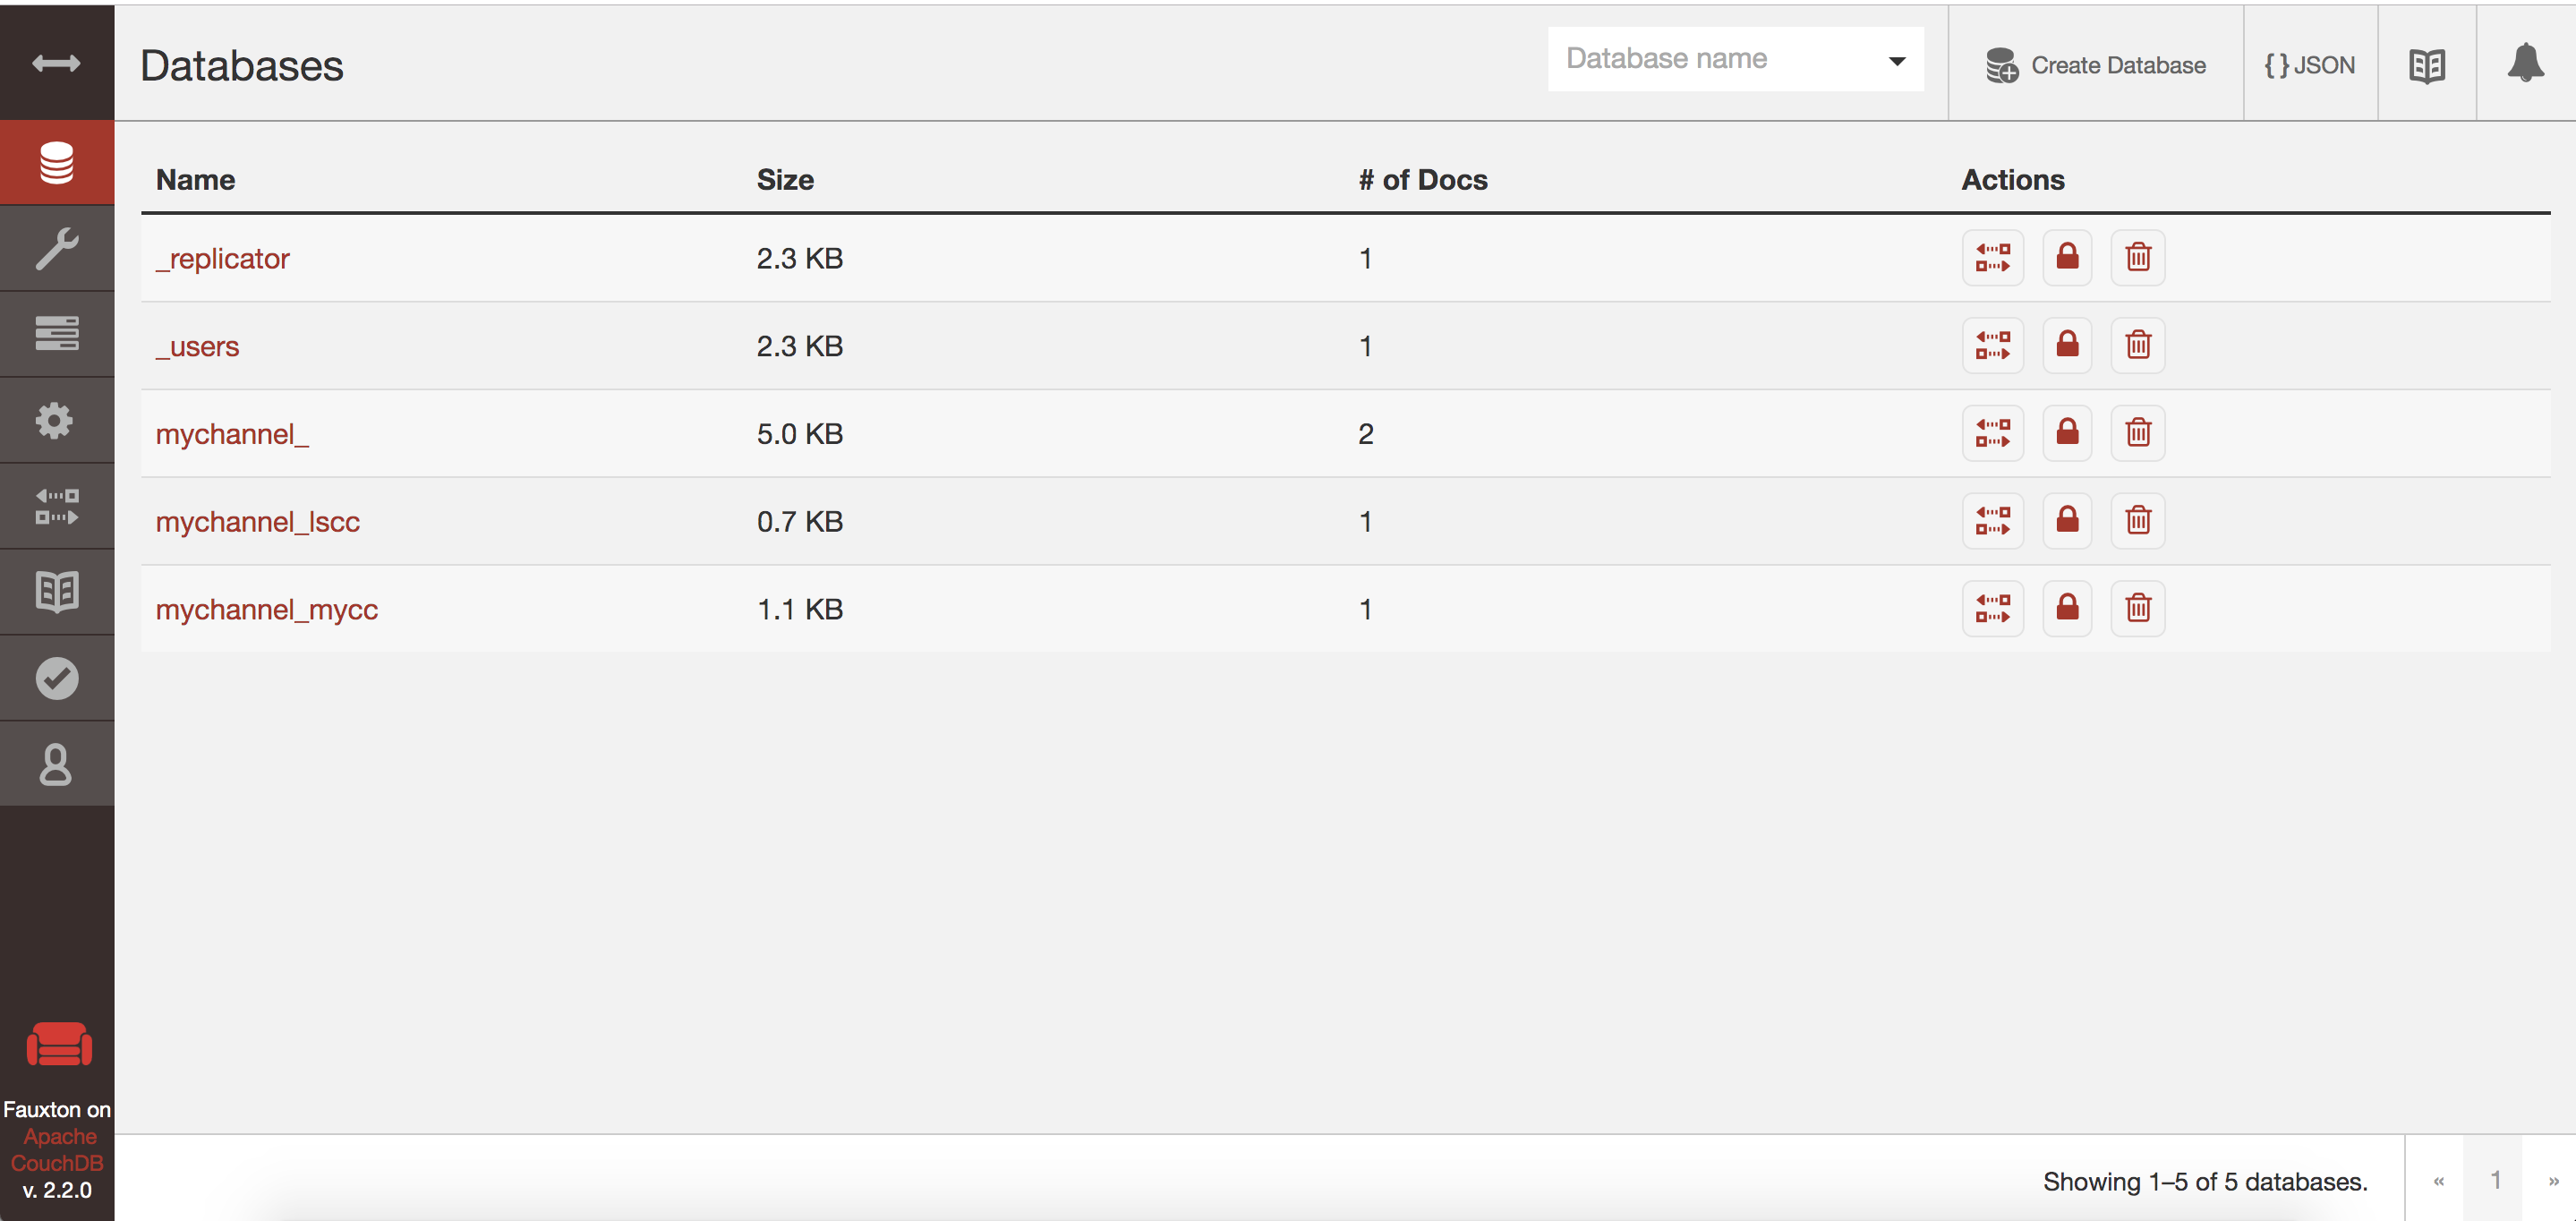 Databases
Database name
Create Database
{ } JSON
Name Size # of Docs Actions
_replicator 2.3 KB 1
_users 2.3 KB 1
mychannel_ 5.0 KB 2
mychannel_lscc 0.7 KB 1
mychannel_mycc 1.1 KB 1
Fauxton on
Apache
CouchDB
v. 2.2.0
Showing 1–5 of 5 databases.
« 1 »